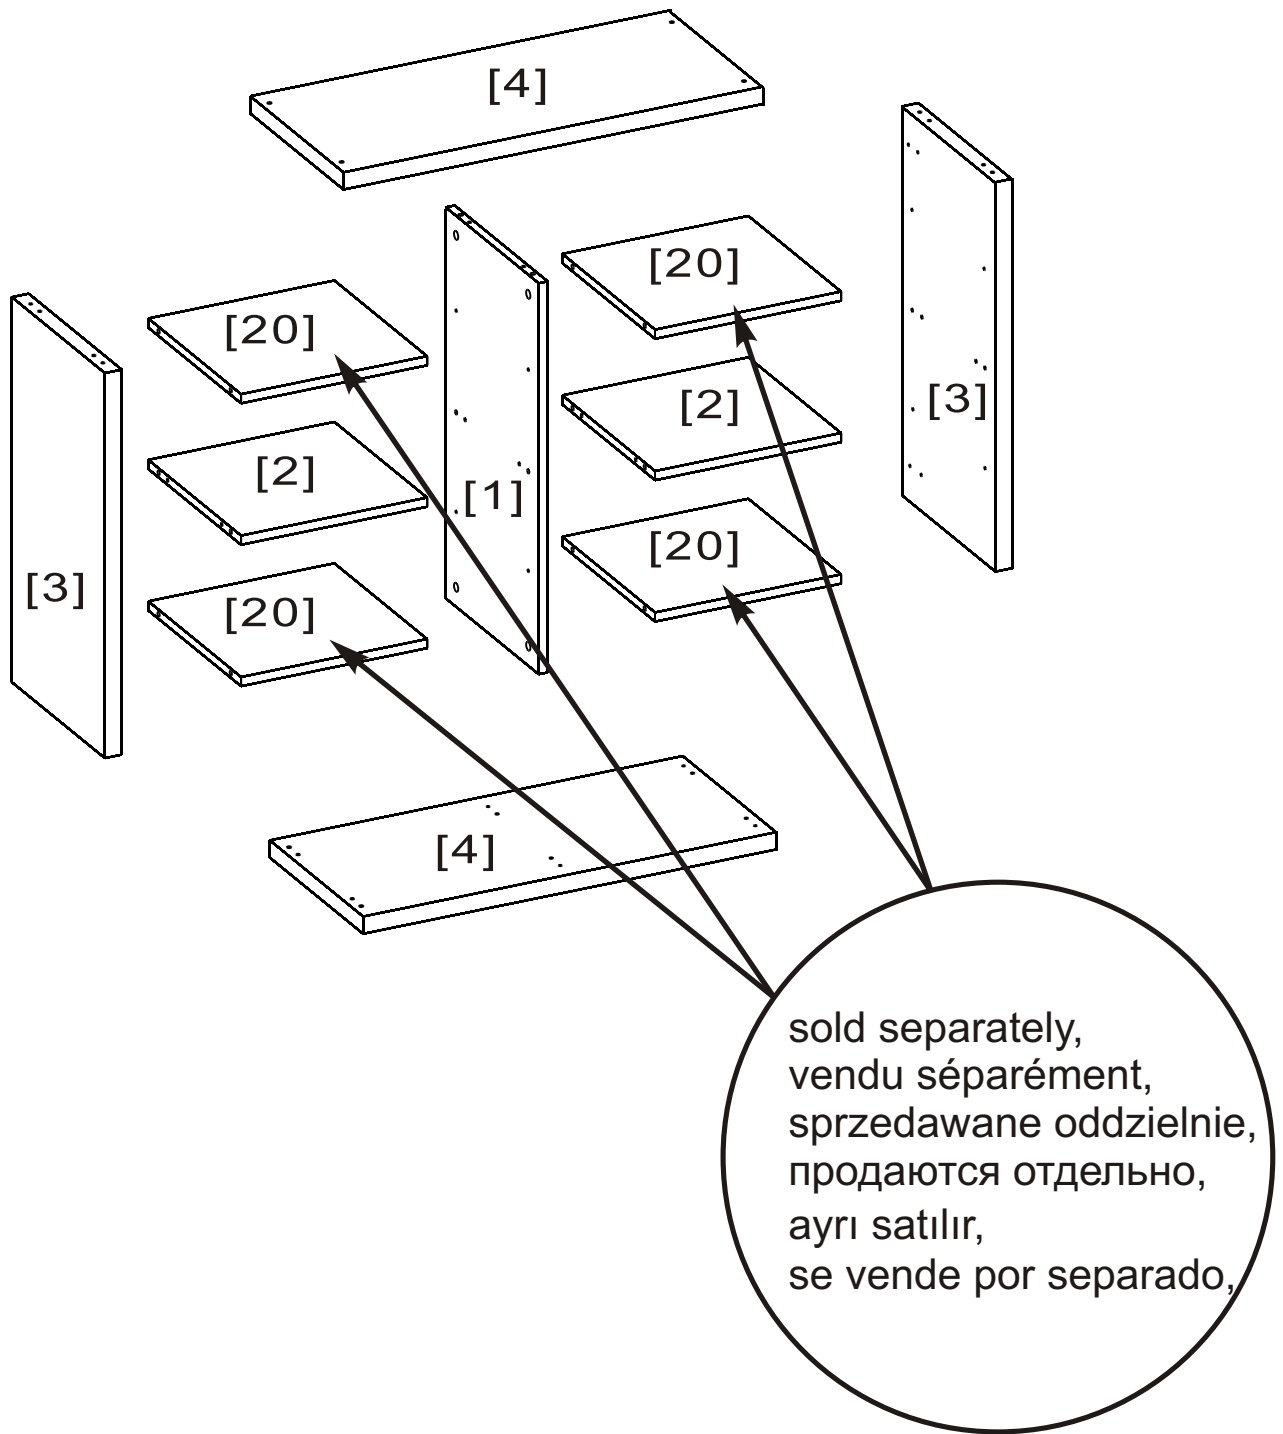 [4]
[20]
[20]
[2]
[3]
[2]
[1]
[20]
[3]
[20]
[4]
sold separately,
vendu séparément,
sprzedawane oddzielnie,
продаются отдельно,
ayrı satılır,
se vende por separado,